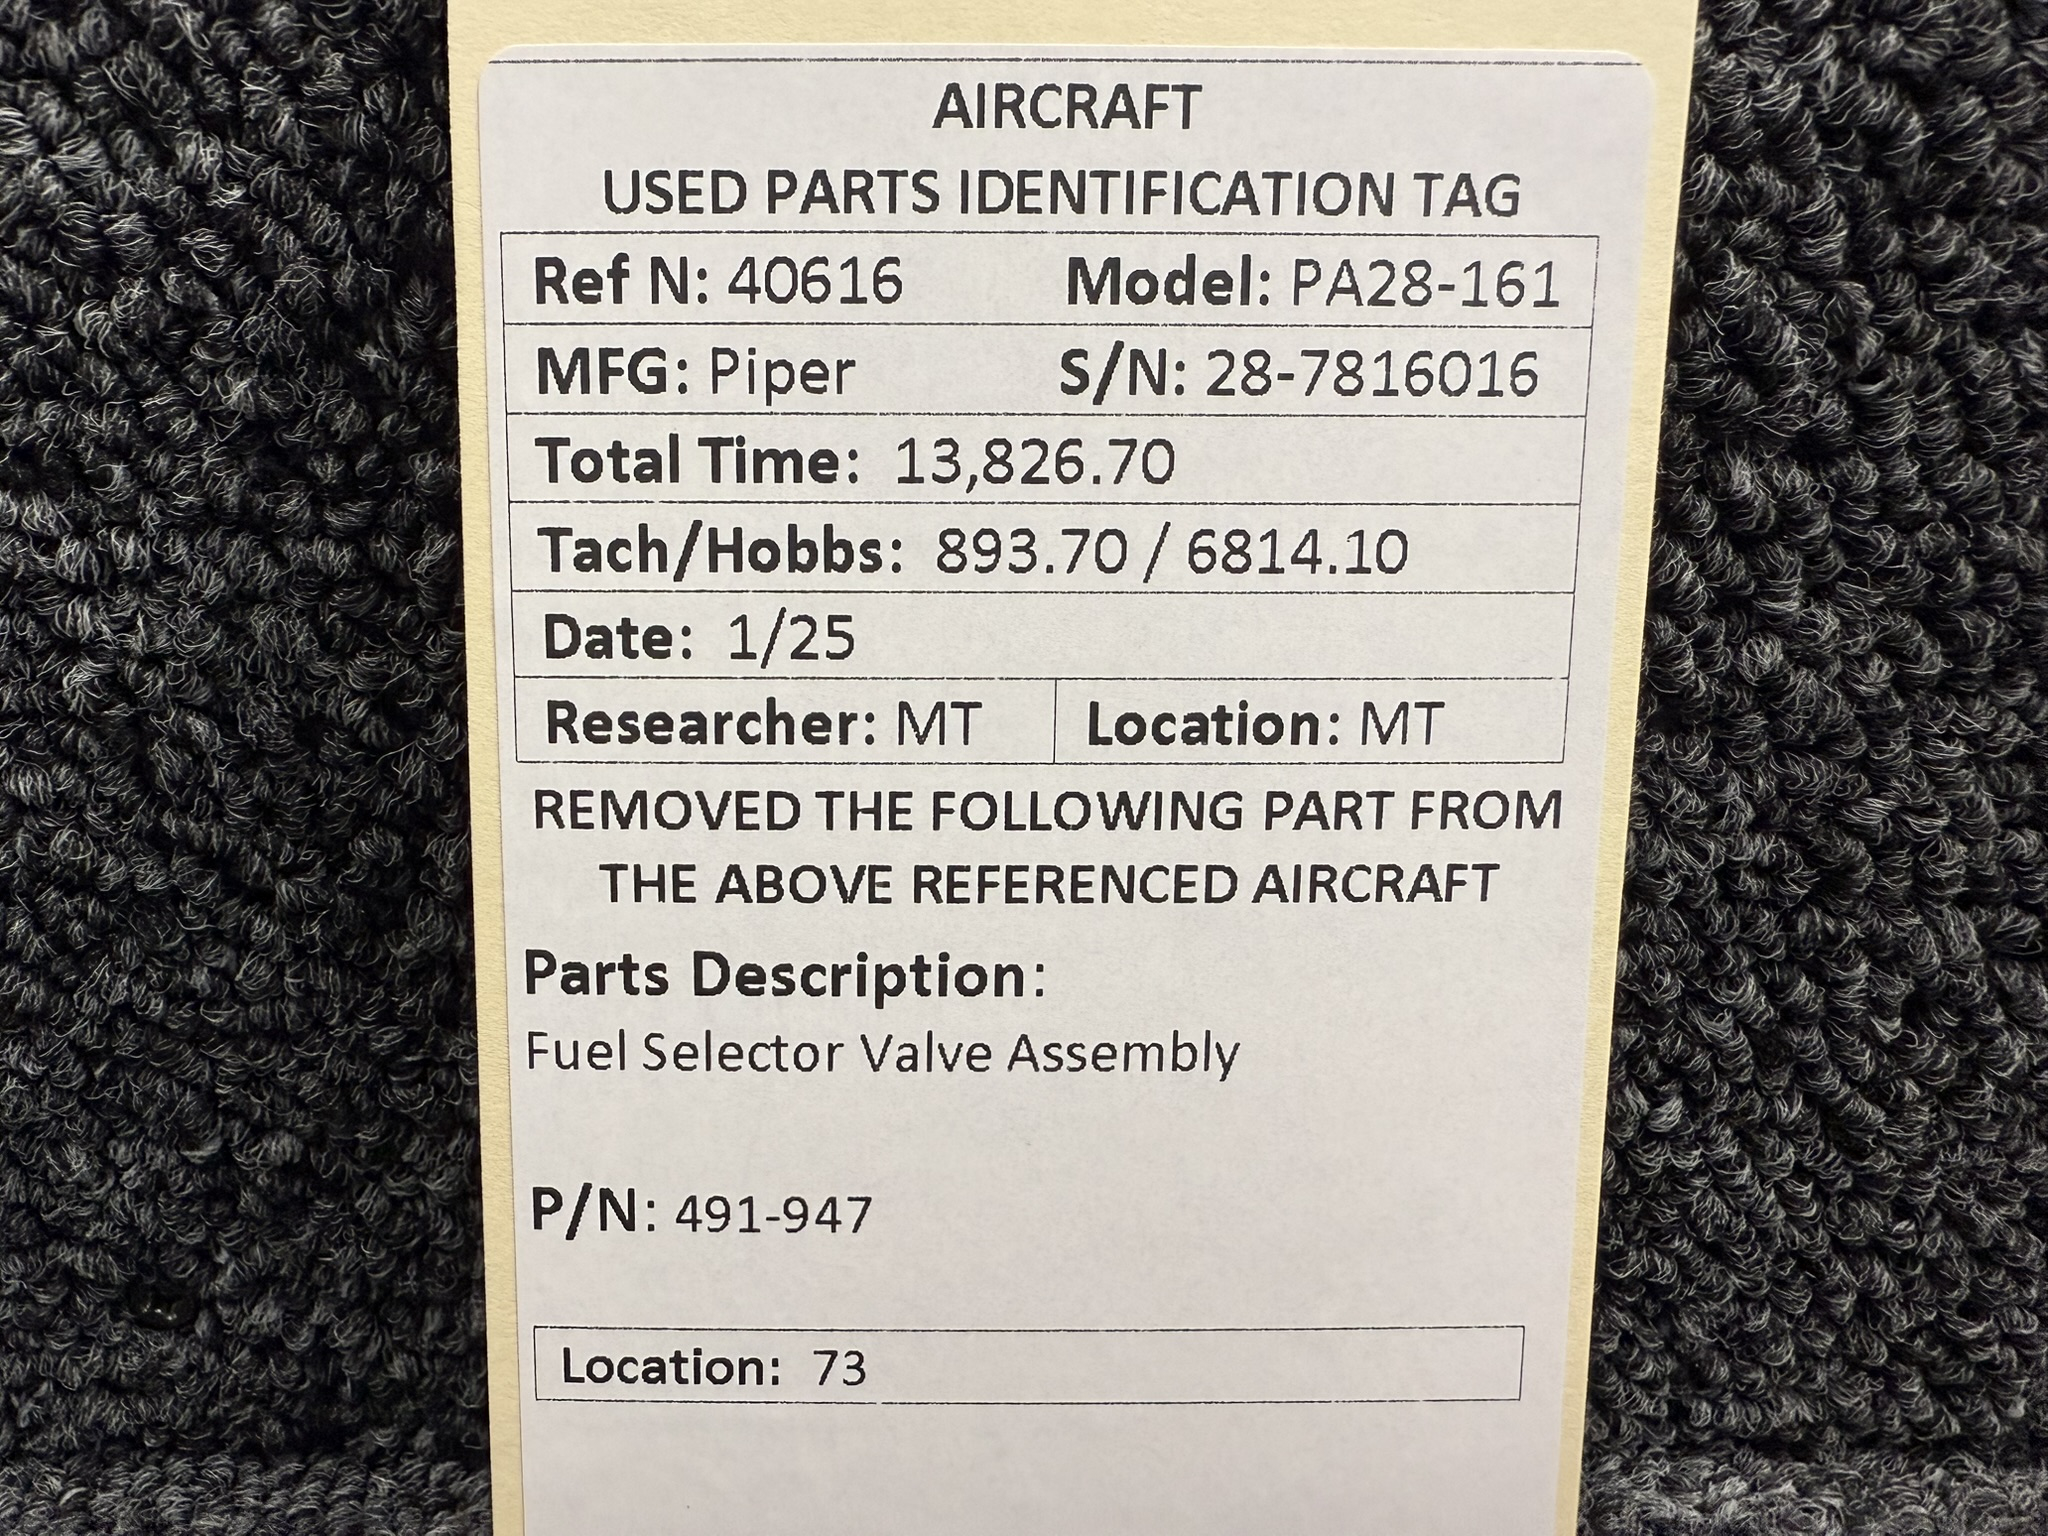 AIRCRAFT
USED PARTS IDENTIFICATION TAG
Ref N: 40616 Model: PA28-161
MFG: Piper S/N: 28-7816016
Total Time: 13,826.70
Tach/Hobbs: 893.70 / 6814.10
Date: 1/25
Researcher: MT Location: MT
REMOVED THE FOLLOWING PART FROM
THE ABOVE REFERENCED AIRCRAFT
Parts Description:
Fuel Selector Valve Assembly
P/N: 491-947
Location: 73